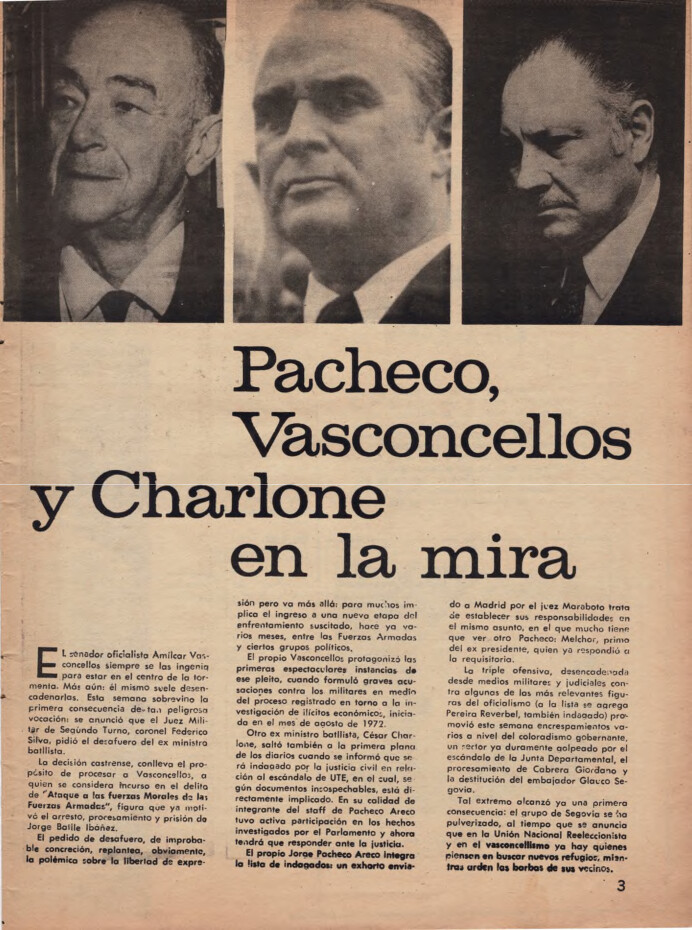 Pacheco,
Vasconcellos
y Charlone
en la mira
EL senador oficialista Amílcar Vas-
concellos siempre se las ingenia
para estar en el centro de la tor-
menta. Más aún: él mismo suele desen-
cadenarlas. Esta semana sobrevino la
primera consecuencia de tan peligrosa
vocación: se anunció que el Juez Mili-
tar de Segundo Turno, coronel Federico
Silva, pidió el desafuero del ex ministro
batllista.
La decisión castrense, conlleva el pro-
pósito de procesar a Vasconcellos, a
quien se considera incurso en el delito
de "Ataque a las fuerzas Morales de las
Fuerzas Armadas", figura que ya moti-
vó el arresto, procesamiento y prisión de
Jorge Batlle Ibáñez.
El pedido de desafuero, de improba-
ble concreción, replantea, obviamente,
la polémica sobre la libertad de expre-
sión pero va más allá: para muchos im-
plica el ingreso a una nueva etapa del
enfrentamiento suscitado, hace ya va-
rios meses, entre las Fuerzas Armadas
y ciertos grupos políticos.
El propio Vasconcellos protagonizó las
primeras espectaculares instancias de
ese pleito, cuando formuló graves acu-
saciones contra los militares en medio
del proceso registrado en torno a la in-
vestigación de ilícitos económicos, inicia-
da en el mes de agosto de 1972.
Otro ex ministro batllista, César Char-
lone, saltó también a la primera plana
de los diarios cuando se informó que se-
rá indagado por la justicia civil en rela-
ción al escándalo de UTE, en el cual, se-
gún documentos insospechables, está di-
rectamente implicado. En su calidad de
integrante del staff de Pacheco Areco
tuvo activa participación en los hechos
investigados por el Parlamento y ahora
tendrá que responder ante la justicia.
El propio Jorge Pacheco Areco integra
la lista de indagados: un exhorto envia-
do a Madrid por el juez Maraboto trata
de establecer sus responsabilidades en
el mismo asunto, en el que mucho tiene
que ver otro Pacheco: Melchor, primo
del ex presidente, quien ya respondió a
la requisitoria.
La triple ofensiva, desencadenada
desde medios militares y judiciales con-
tra algunas de las más relevantes figu-
ras del oficialismo (a la lista se agrega
Pereira Reverbel, también indagado) pro-
movió esta semana encrespamientos va-
rios a nivel del coloradismo gobernante,
un sector ya duramente golpeado por el
escándalo de la Junta Departamental, el
procesamiento de Cabrera Giordano y
la destitución del embajador Glauco Se-
govia.
Tal extremo alcanzó ya una primera
consecuencia: el grupo de Segovia se ha
pulverizado, al tiempo que se anuncia
que en la Unión Nacional Reeleccionista
y en el vasconcellismo ya hay quienes
piensen en buscar nuevos refugios, mien-
tras arden las barbas de sus vecinos.
3